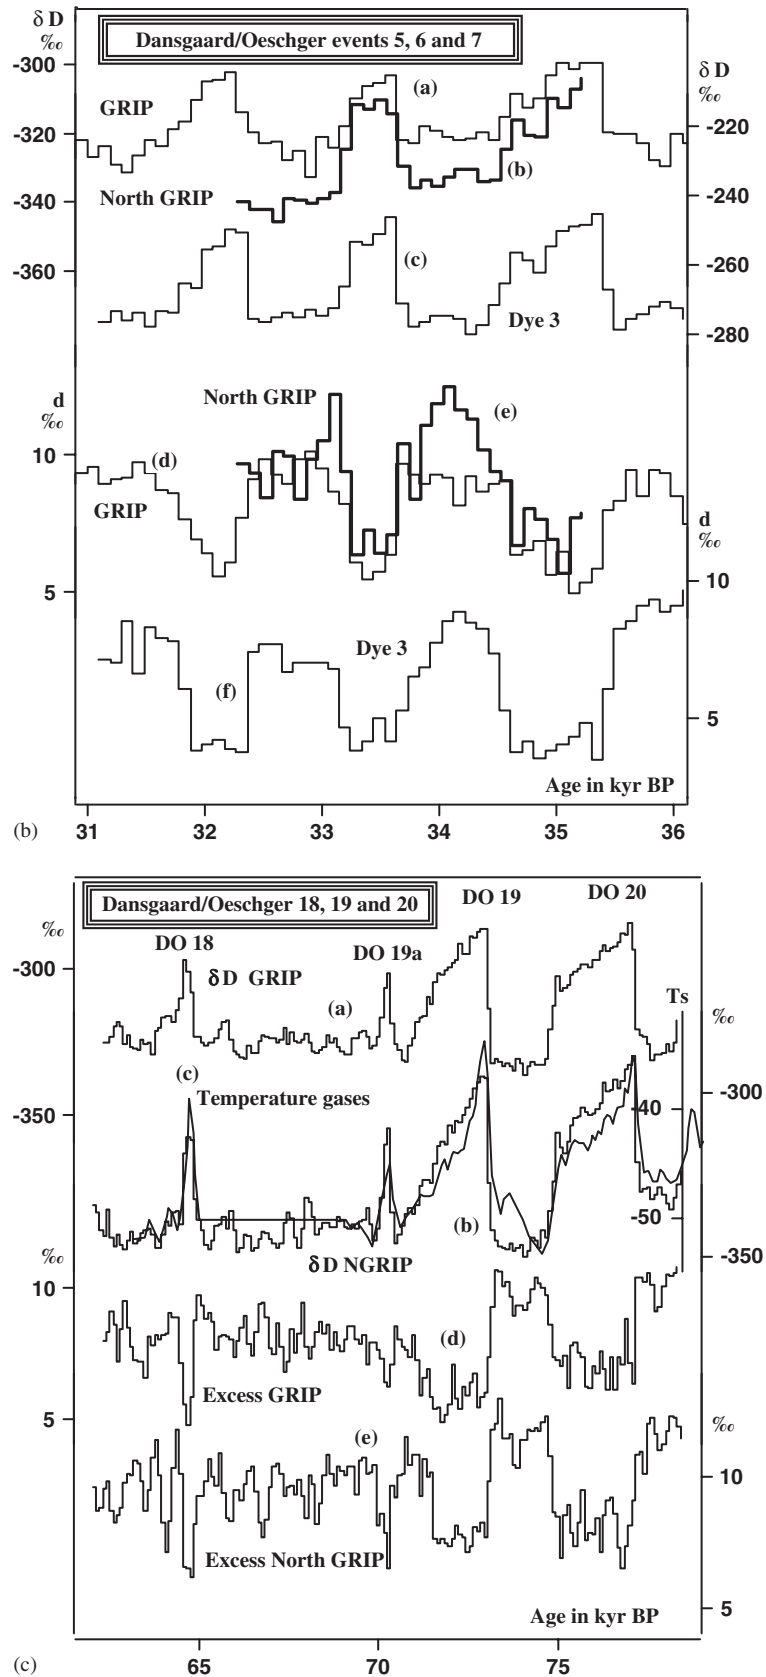 δ D
‰
Dansgaard/Oeschger events 5, 6 and 7
-300
δ D
‰
(a)
GRIP
-320
-220
(b)
North GRIP
-340
-240
(c)
-260
-360
Dye 3
-280
d
‰
North GRIP
(e)
10
(d)
GRIP
d
‰
10
5
Dye 3
(f)
5
Age in kyr BP
(b)
31 32 33 34 35 36
Dansgaard/Oeschger 18, 19 and 20
DO 19
DO 20
‰
DO 18
DO 19a
-300
δ D GRIP
Ts
(a)
‰
(c)
Temperature gases
-300
-40
-350
(b)
-50
δ D NGRIP
-350
‰
10
(d)
Excess GRIP
5
‰
(e)
10
Excess North GRIP
5
Age in kyr BP
(c)
65 70 75